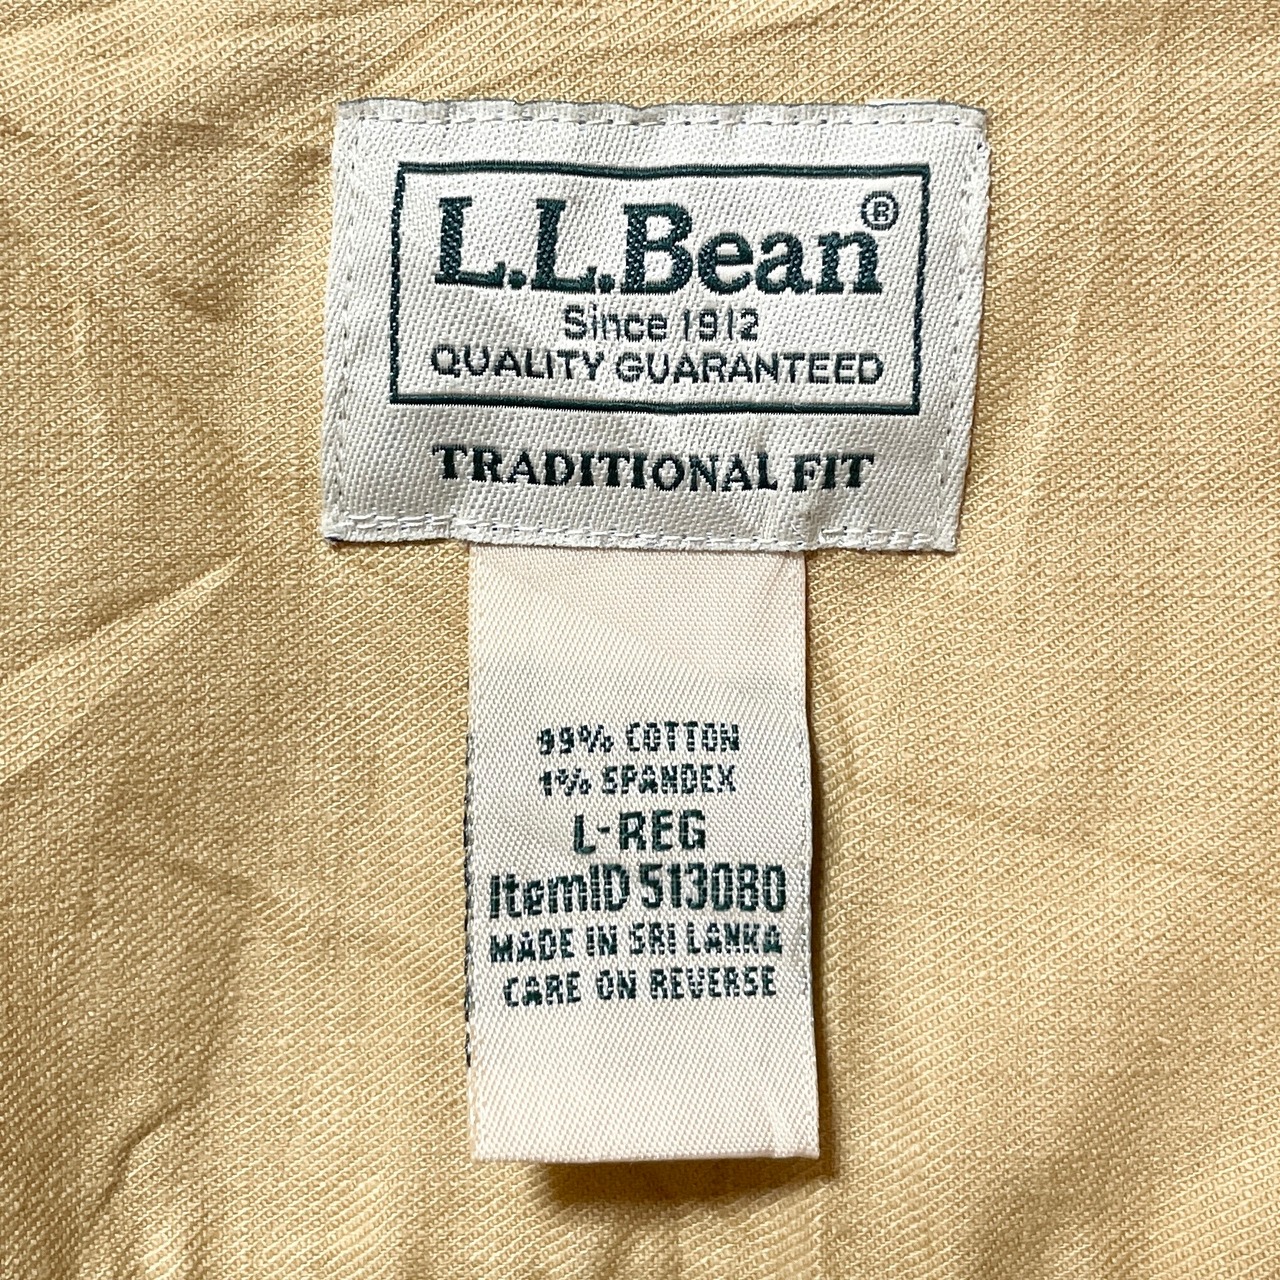 L.L.Bean®
Since 1912
QUALITY GUARANTEED
TRADITIONAL FIT
99% COTTON
1% SPANDEX
L-REG
ItemID 513080
MADE IN SRI LANKA
CARE ON REVERSE